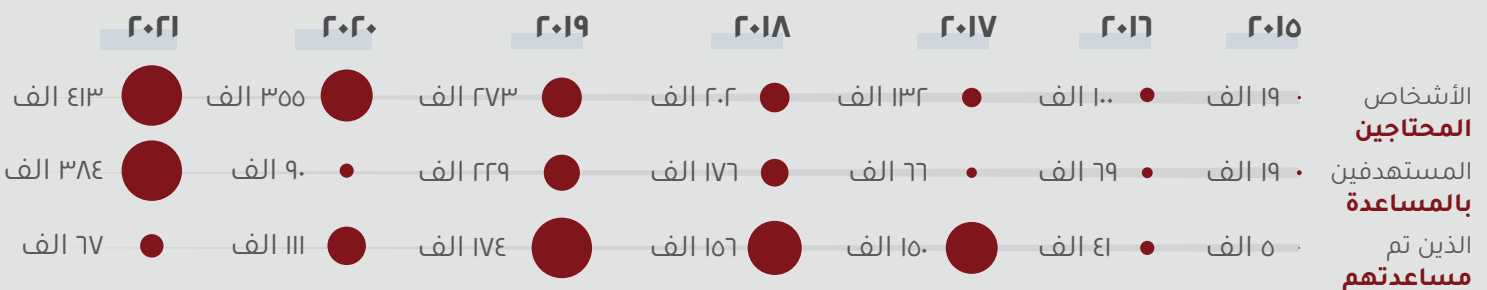 ٢٠١٥ ٢٠١٦ ٢٠١٧ ٢٠١٨ ٢٠١٩ ٢٠٢٠ ٢٠٢١
الأشخاص المحتاجين
١٩ الف ١٠٠ الف ١٣٢ الف ٢٠٢ الف ٢٧٣ الف ٣٥٥ الف ٤١٣ الف
المستهدفين بالمساعدة
١٩ الف ٦٩ الف ٦٦ الف ١٧٦ الف ٢٢٩ الف ٩٠ الف ٣٨٤ الف
الذين تم مساعدتهم
٥ الف ٤١ الف ١٥٠ الف ١٥٦ الف ١٧٤ الف ١١١ الف ٦٧ الف